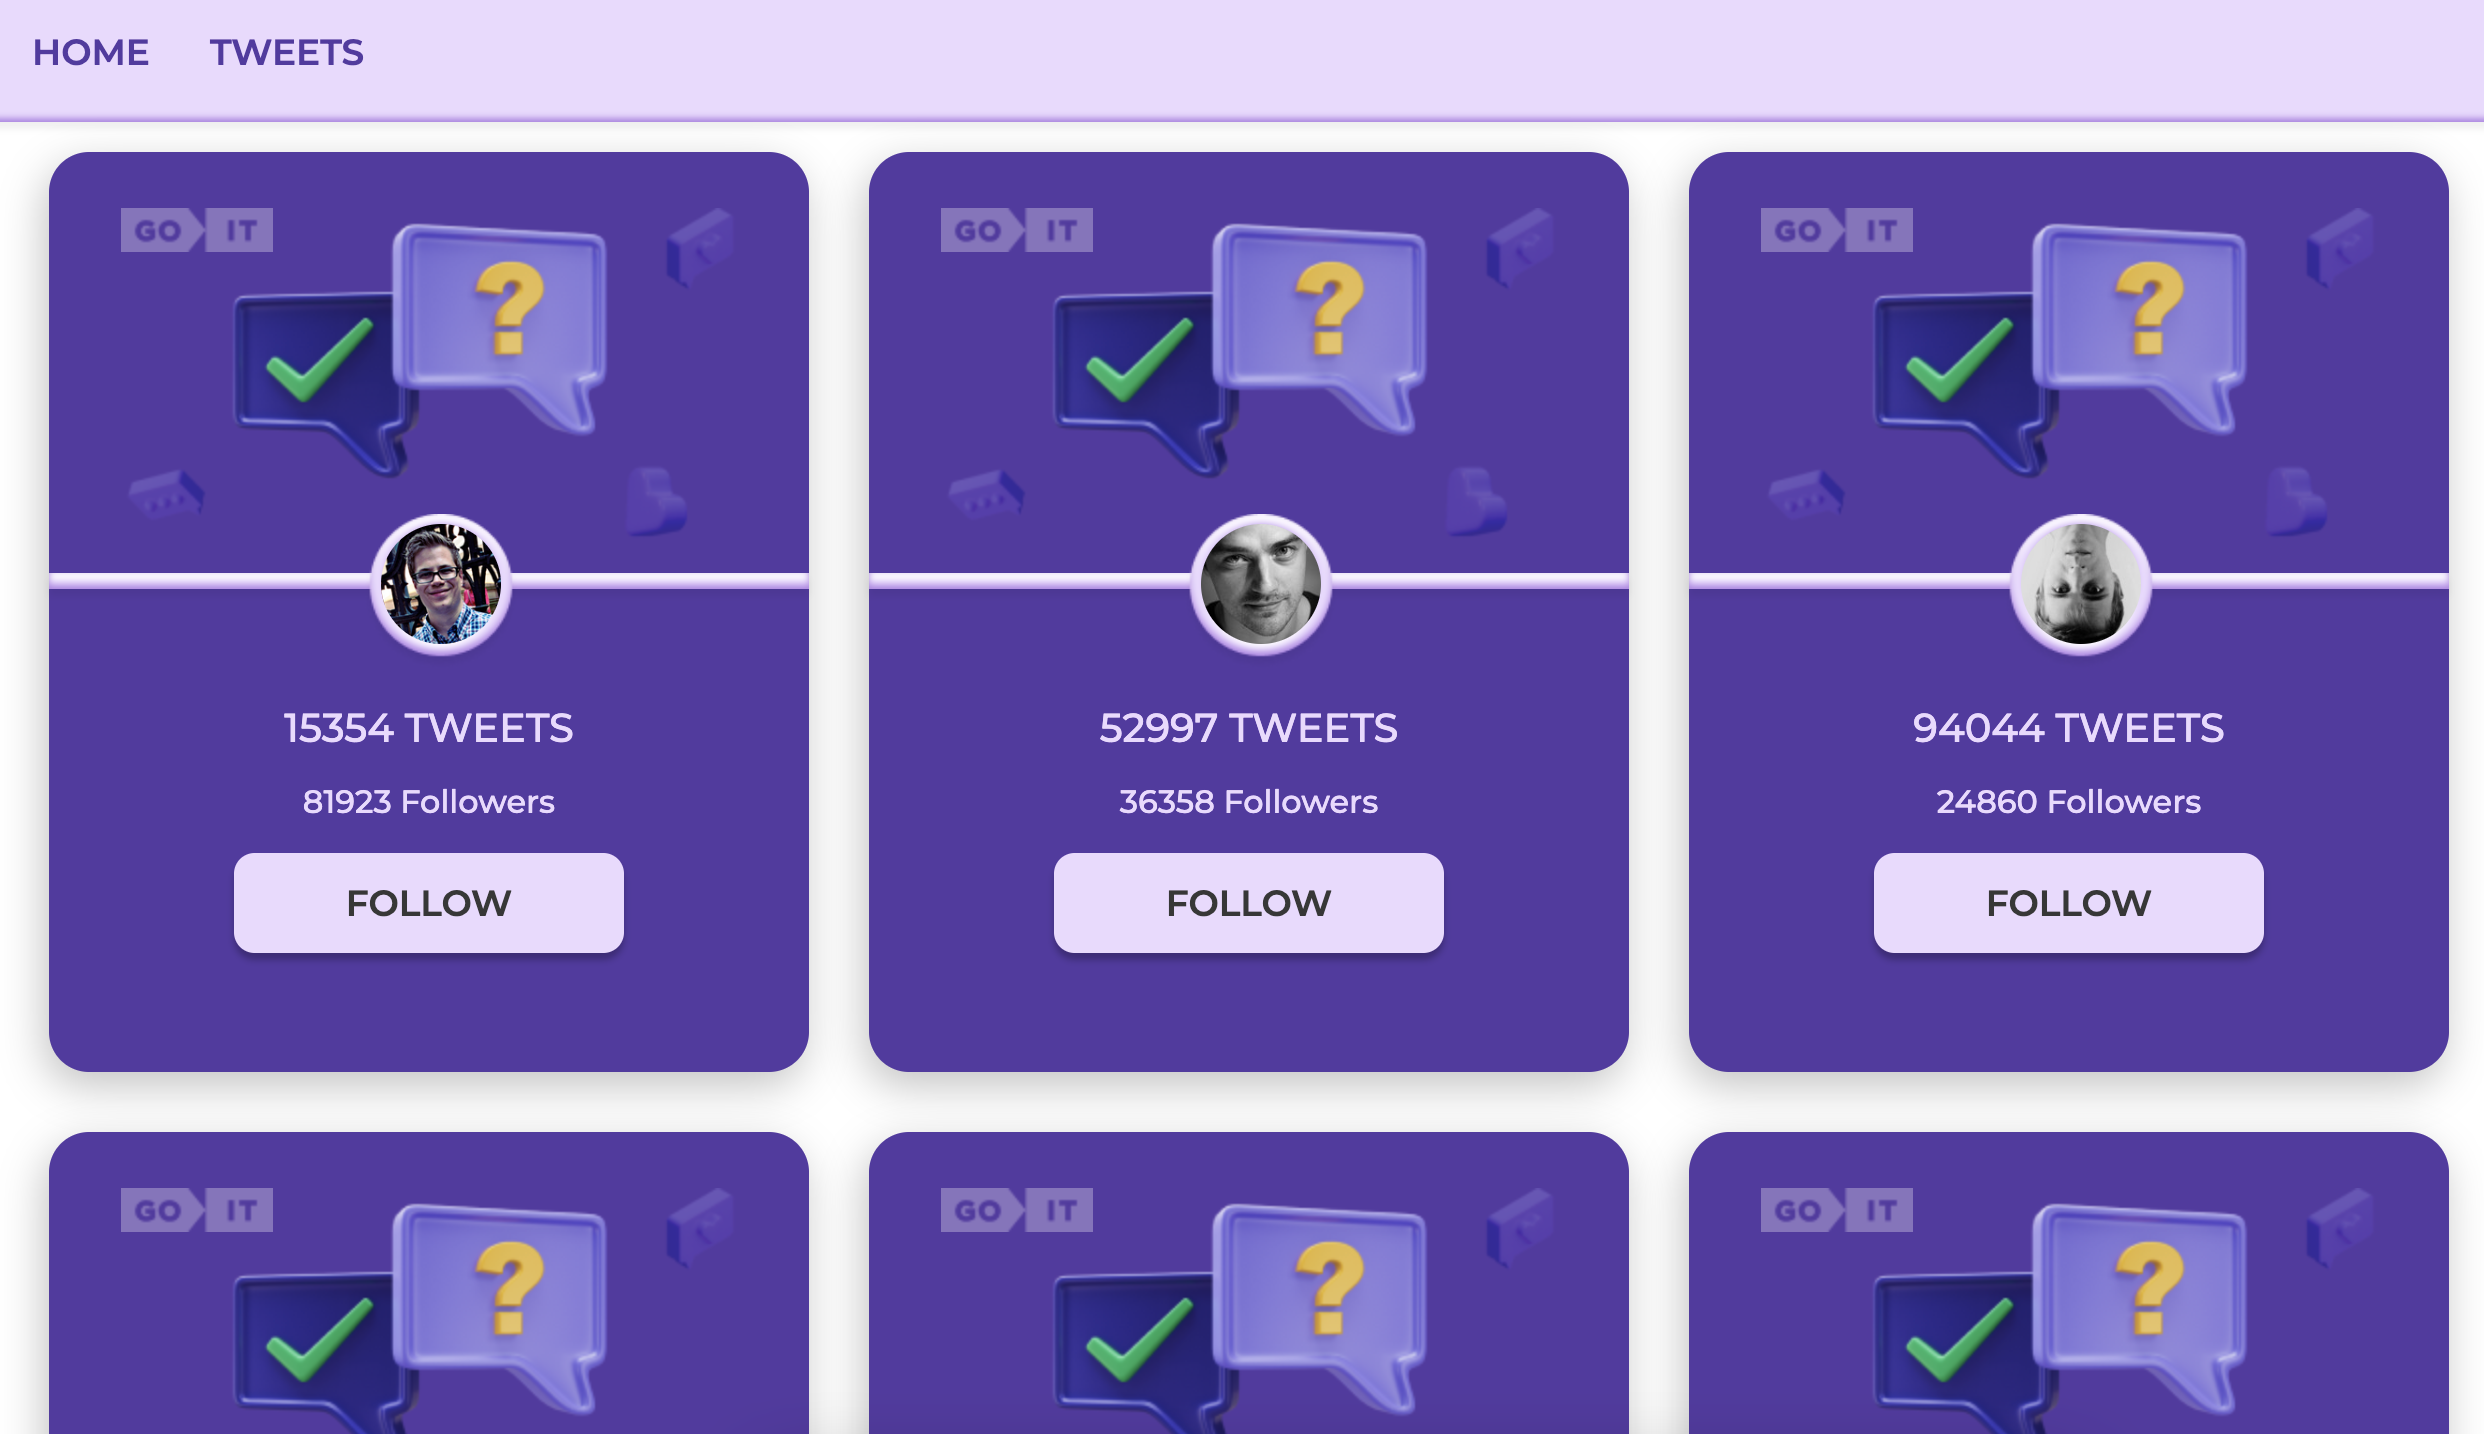 HOME TWEETS
GO IT
?
15354 TWEETS
81923 Followers
FOLLOW
GO IT
?
52997 TWEETS
36358 Followers
FOLLOW
GO IT
?
94044 TWEETS
24860 Followers
FOLLOW
GO IT
?
GO IT
?
GO IT
?